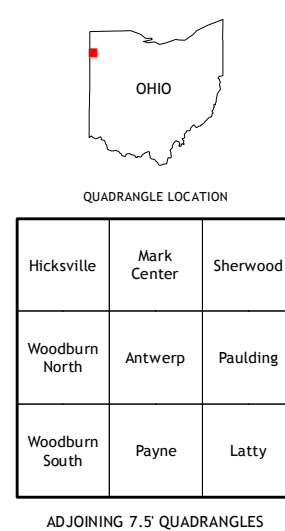 OHIO
QUADRANGLE LOCATION
Hicksville
Mark
Center
Sherwood
Woodburn
North
Antwerp
Paulding
Woodburn
South
Payne
Latty
ADJOINING 7.5' QUADRANGLES